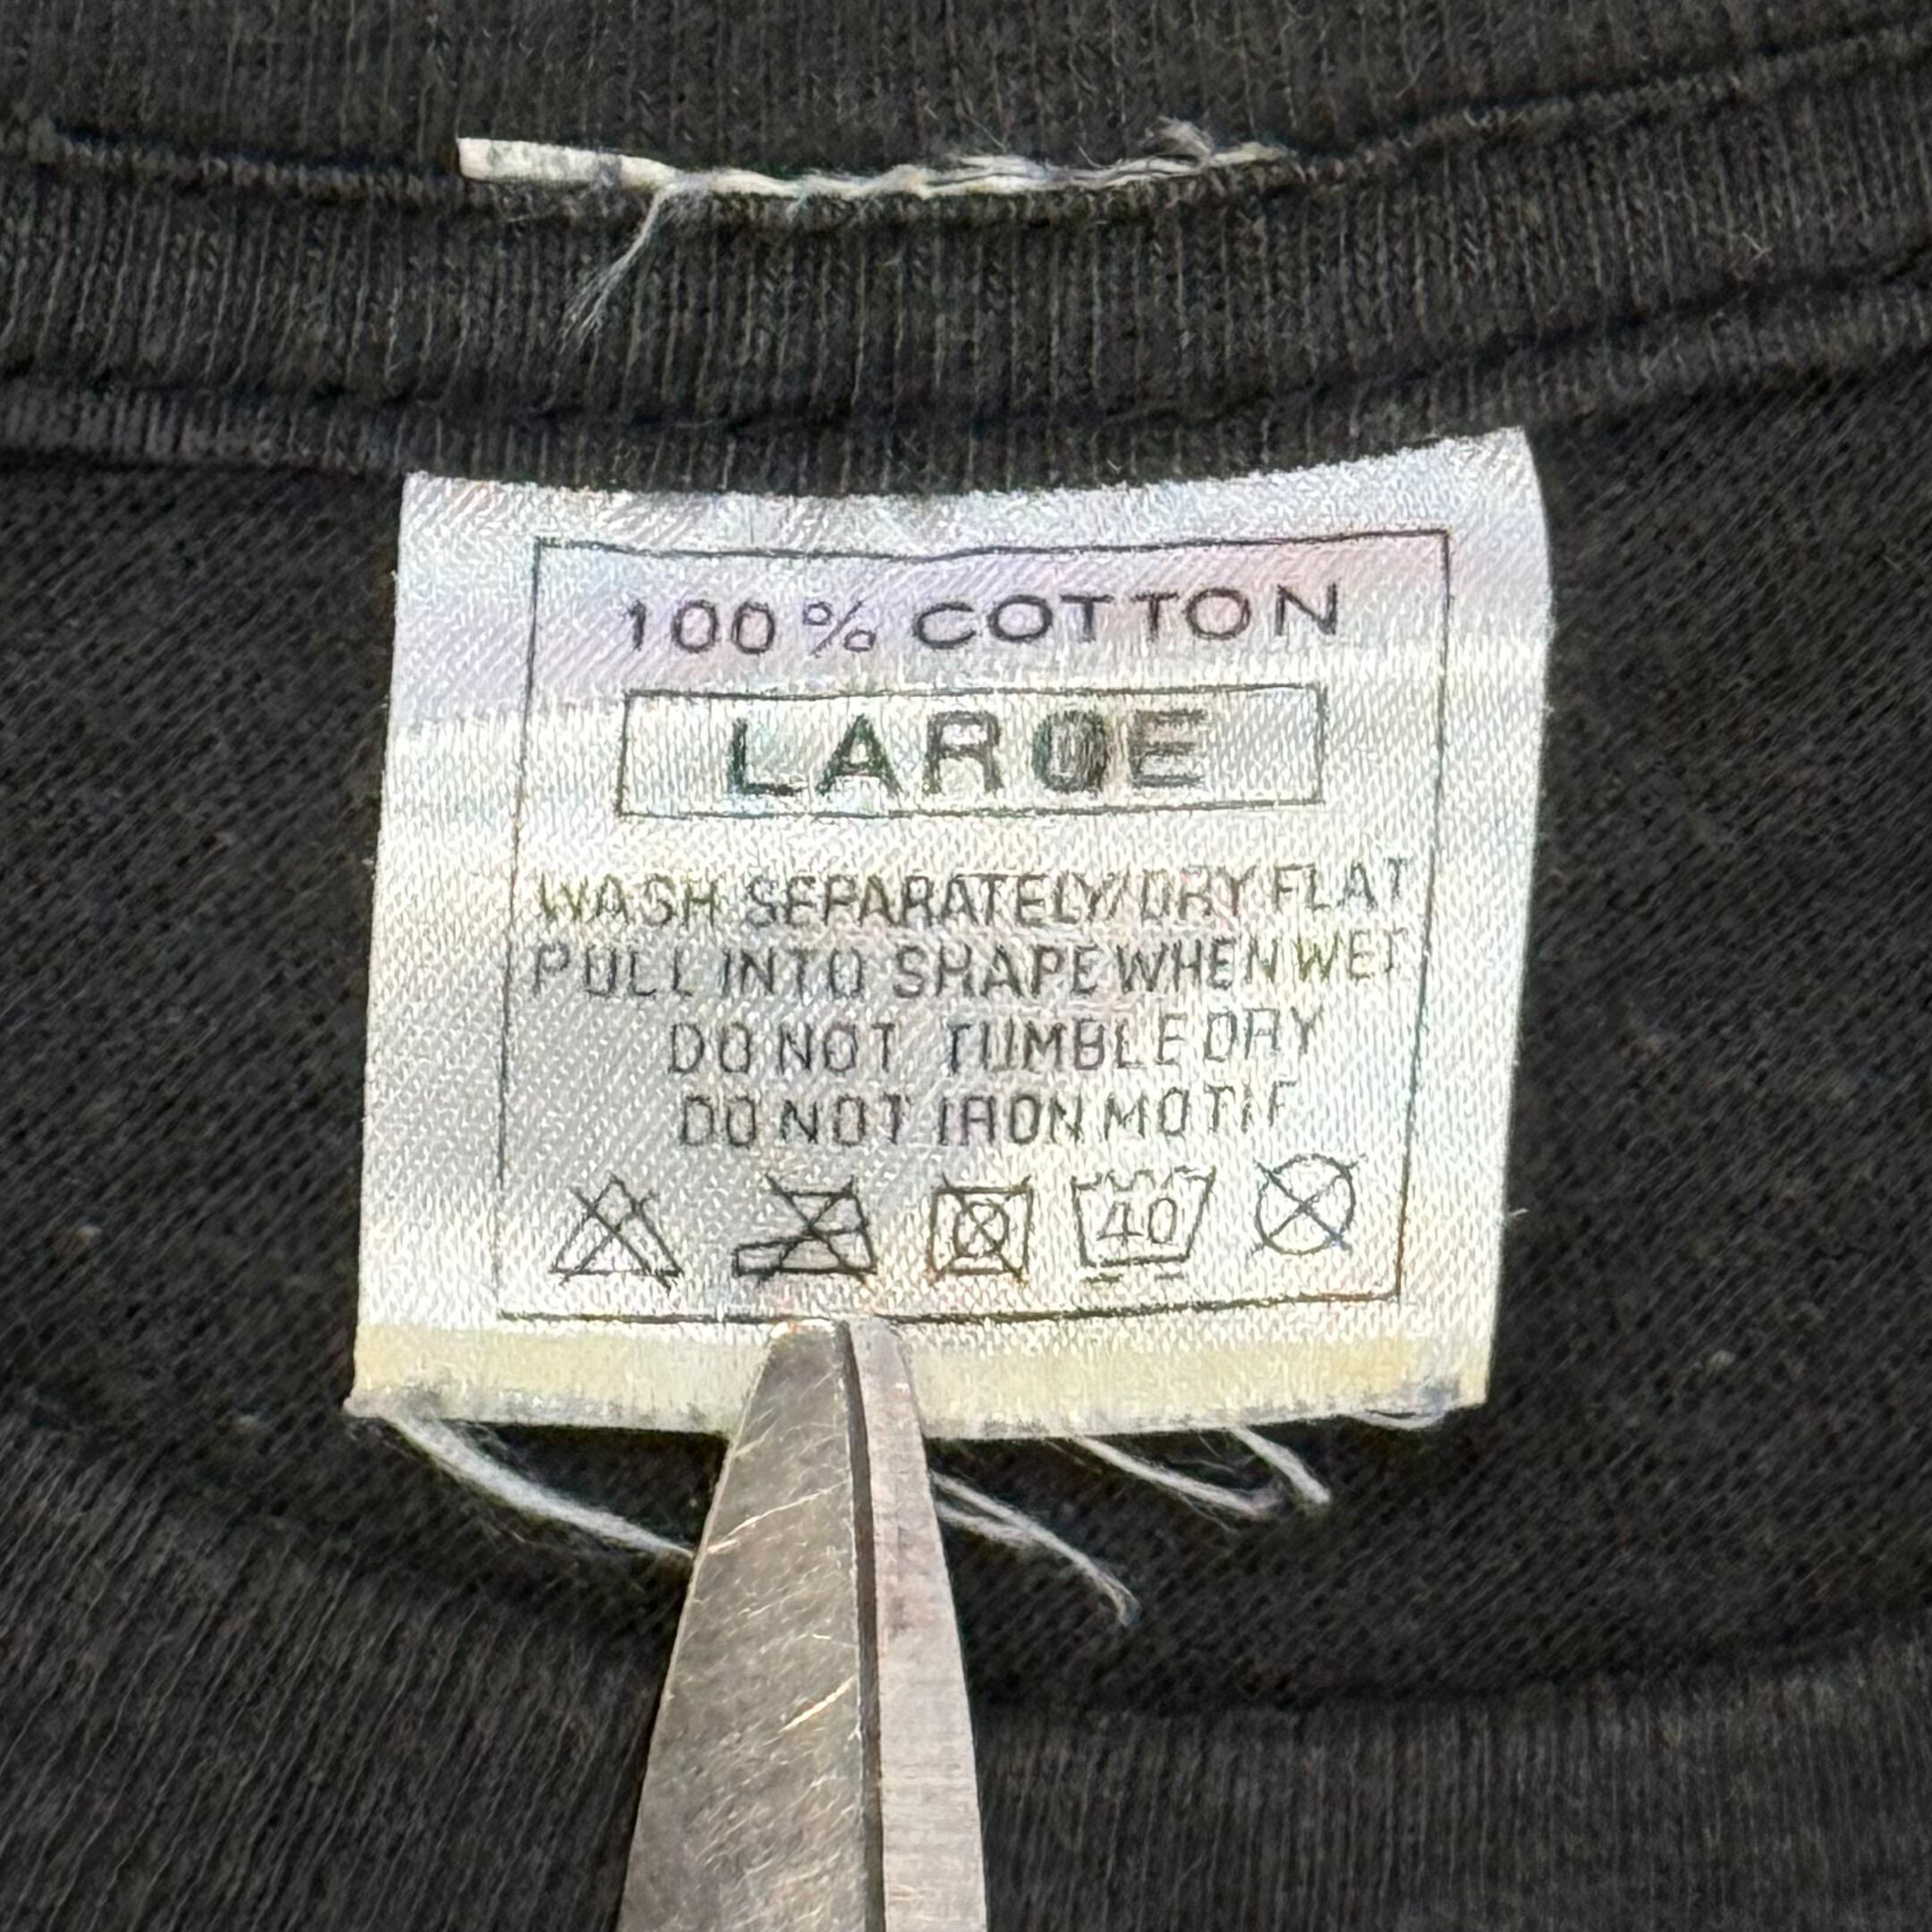 100% COTTON
LARGE
WASH SEPARATELY/DRY FLAT
PULL INTO SHAPE WHEN WET
DO NOT TUMBLE DRY
DO NOT IRON MOTIF
40